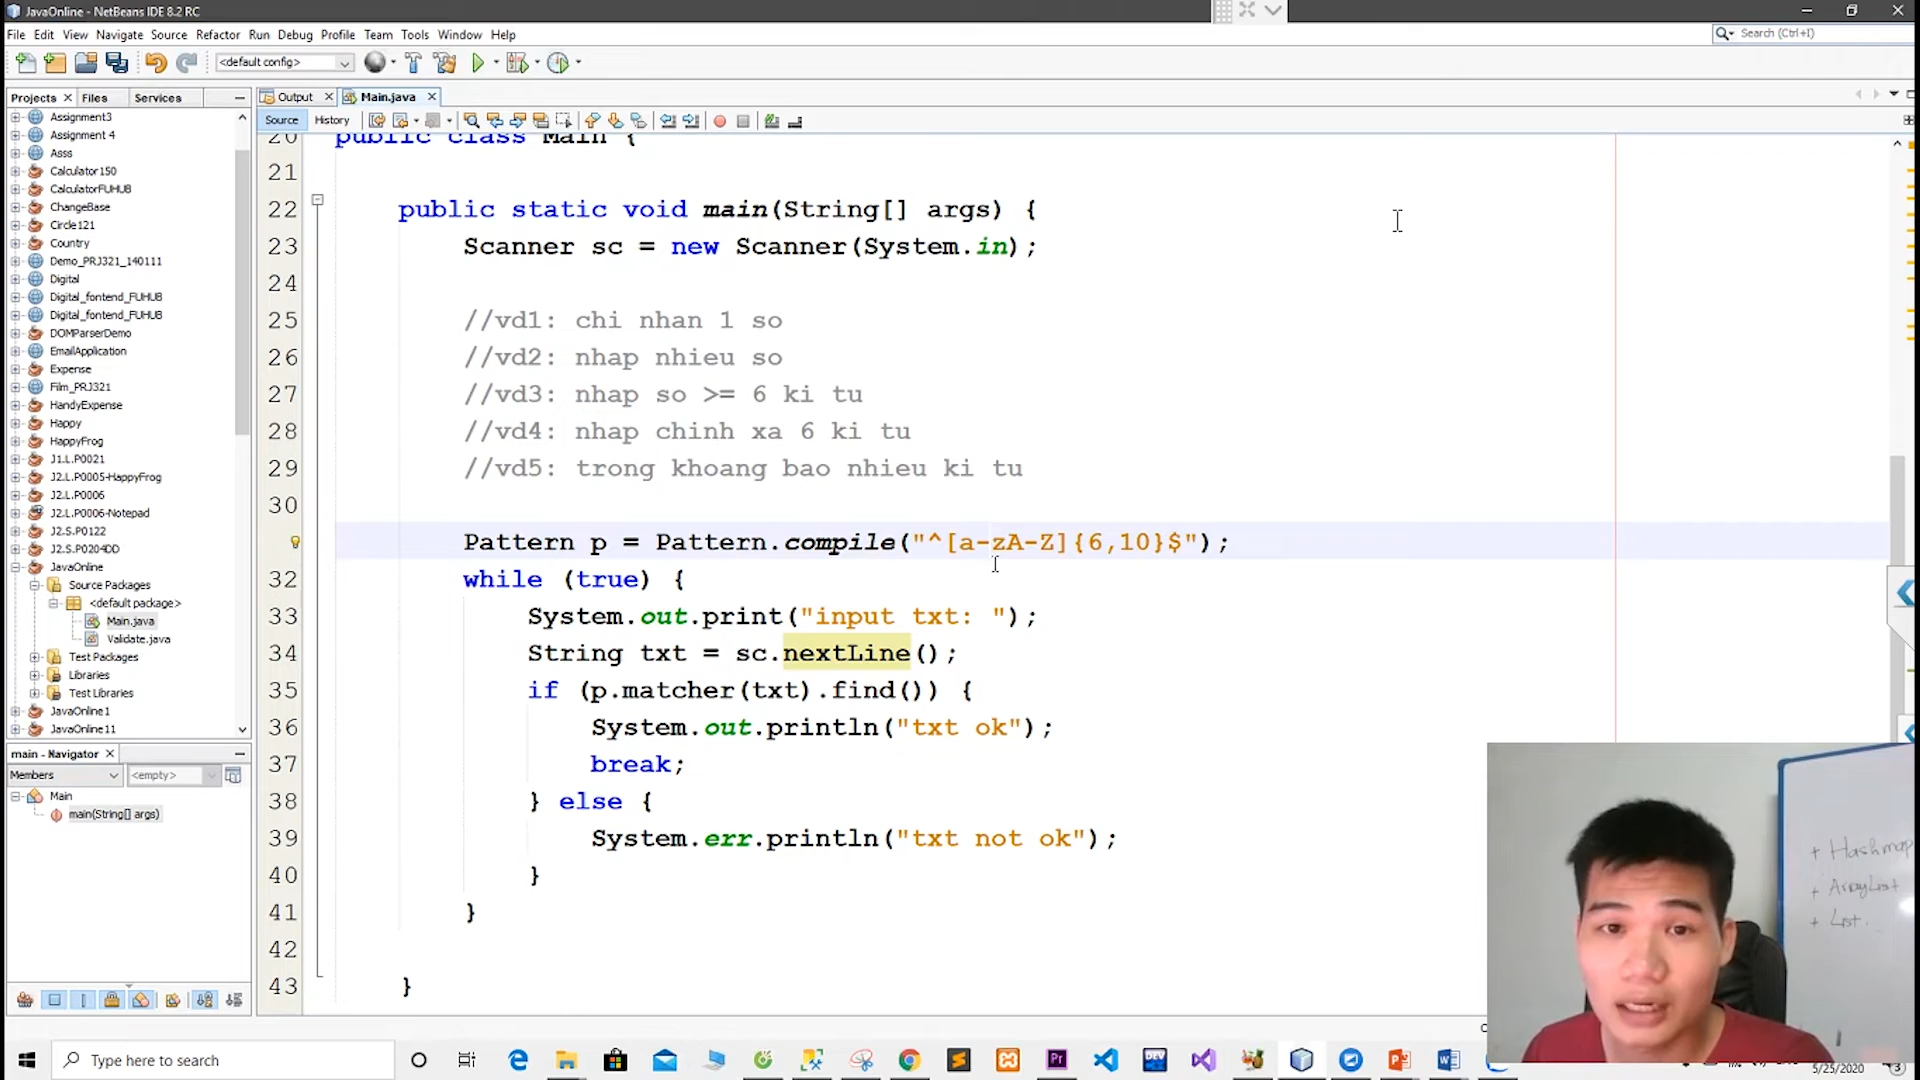 JavaOnline - NetBeans IDE 8.2 RC
File Edit View Navigate Source Refactor Run Debug Profile Team Tools Window Help
Search (Ctrl+I)
<default config>
Projects Files Services
Output Main.java
Source History
Assignment3
Assignment 4
Asss
Calculator150
CalculatorFUHUB
ChangeBase
Circle121
Country
Demo_PRJ321_140111
Digital
Digital_fontend_FUHUB
Digital_fontend_FUHUB
DOMParserDemo
EmailApplication
Expense
Film_PRJ321
HandyExpense
Happy
HappyFrog
J1.L.P0021
J2.L.P0005-HappyFrog
J2.L.P0006
J2.L.P0006-Notepad
J2.S.P0122
J2.S.P0204DD
JavaOnline
Source Packages
<default package>
Main.java
Validate.java
Test Packages
Libraries
Test Libraries
JavaOnline1
JavaOnline11
main - Navigator
Members <empty>
Main
main(String[] args)
20 public class Main {
21
22 public static void main(String[] args) {
23 Scanner sc = new Scanner(System.in);
24
25 //vd1: chi nhan 1 so
26 //vd2: nhap nhieu so
27 //vd3: nhap so >= 6 ki tu
28 //vd4: nhap chinh xa 6 ki tu
29 //vd5: trong khoang bao nhieu ki tu
30
Pattern p = Pattern.compile("^[a-zA-Z]{6,10}$");
32 while (true) {
33 System.out.print("input txt: ");
34 String txt = sc.nextLine();
35 if (p.matcher(txt).find()) {
36 System.out.println("txt ok");
37 break;
38 } else {
39 System.err.println("txt not ok");
40 }
41 }
42
43 }
+ Hashmap
+ ArrayList
+ List.
Type here to search
5/25/2020